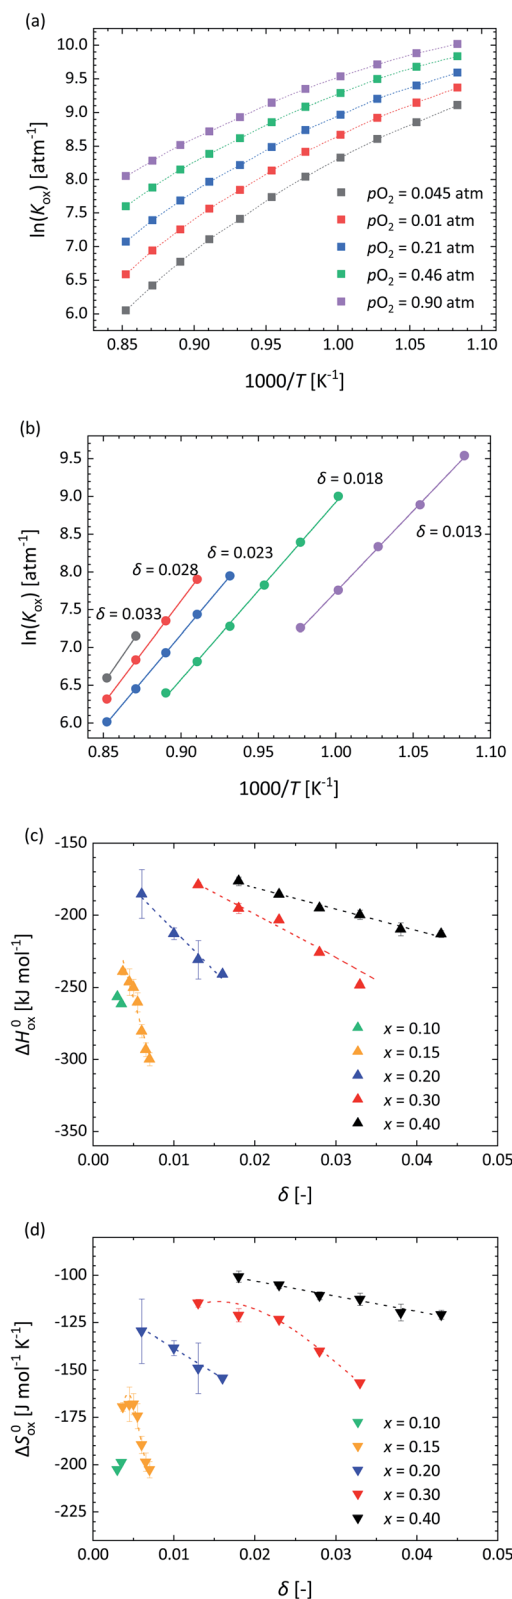 (a)
10.0
9.5
9.0
8.5
8.0
7.5
7.0
6.5
6.0
ln(K_ox) [atm⁻¹]
pO₂ = 0.045 atm
pO₂ = 0.01 atm
pO₂ = 0.21 atm
pO₂ = 0.46 atm
pO₂ = 0.90 atm
0.85 0.90 0.95 1.00 1.05 1.10
1000/T [K⁻¹]
(b)
9.5
9.0
8.5
8.0
7.5
7.0
6.5
6.0
ln(K_ox) [atm⁻¹]
δ = 0.018
δ = 0.013
δ = 0.023
δ = 0.028
δ = 0.033
0.85 0.90 0.95 1.00 1.05 1.10
1000/T [K⁻¹]
(c)
-150
-200
-250
-300
-350
ΔH⁰_ox [kJ mol⁻¹]
x = 0.10
x = 0.15
x = 0.20
x = 0.30
x = 0.40
0.00 0.01 0.02 0.03 0.04 0.05
δ [-]
(d)
-100
-125
-150
-175
-200
-225
ΔS⁰_ox [J mol⁻¹ K⁻¹]
x = 0.10
x = 0.15
x = 0.20
x = 0.30
x = 0.40
0.00 0.01 0.02 0.03 0.04 0.05
δ [-]